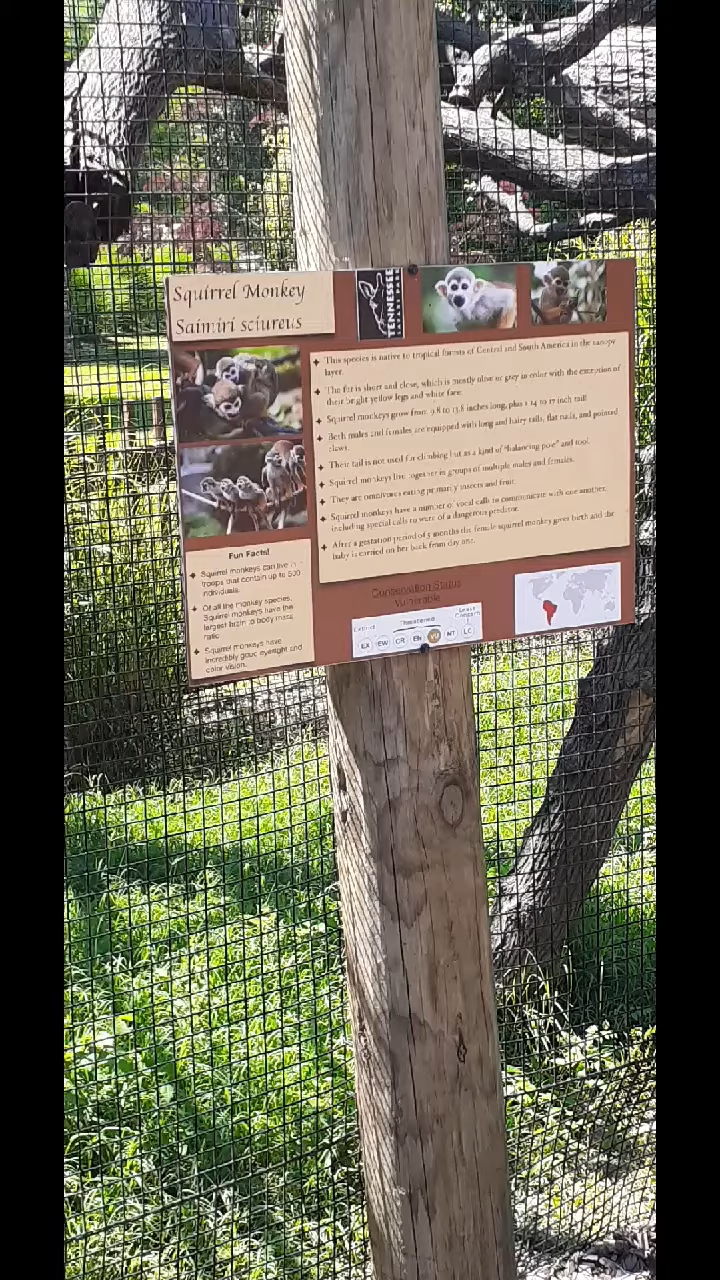 Squirrel Monkey
Saimiri sciureus
TENNESSEE
SAFARI PARK
This species is native to tropical forests of Central and South America in the canopy
layer.
The fur is short and close, which is mostly olive or grey in color with the exception of
their bright yellow legs and white face.
Squirrel monkeys grow from 9.8 to 13.8 inches long, plus a 14 to 17 inch tail!
Both males and females are equipped with long and hairy tails, flat nails, and pointed
claws.
Their tail is not used for climbing but as a kind of "balancing pole" and tool.
Squirrel monkeys live together in groups of multiple males and females.
They are omnivores eating primarily insects and fruit.
Squirrel monkeys have a number of vocal calls to communicate with one another,
including special calls to warn of a dangerous predator.
After a gestation period of 5 months the female squirrel monkey gives birth and the
baby is carried on her back from day one.
Fun Facts!
Squirrel monkeys can live in
troops that contain up to 500
individuals.
Of all the monkey species,
Squirrel monkeys have the
largest brain to body mass
ratio.
Squirrel monkeys have
incredibly good eyesight and
color vision.
Conservation Status
Vulnerable
Extinct Threatened Least Concern
EX EW CR EN VU NT LC